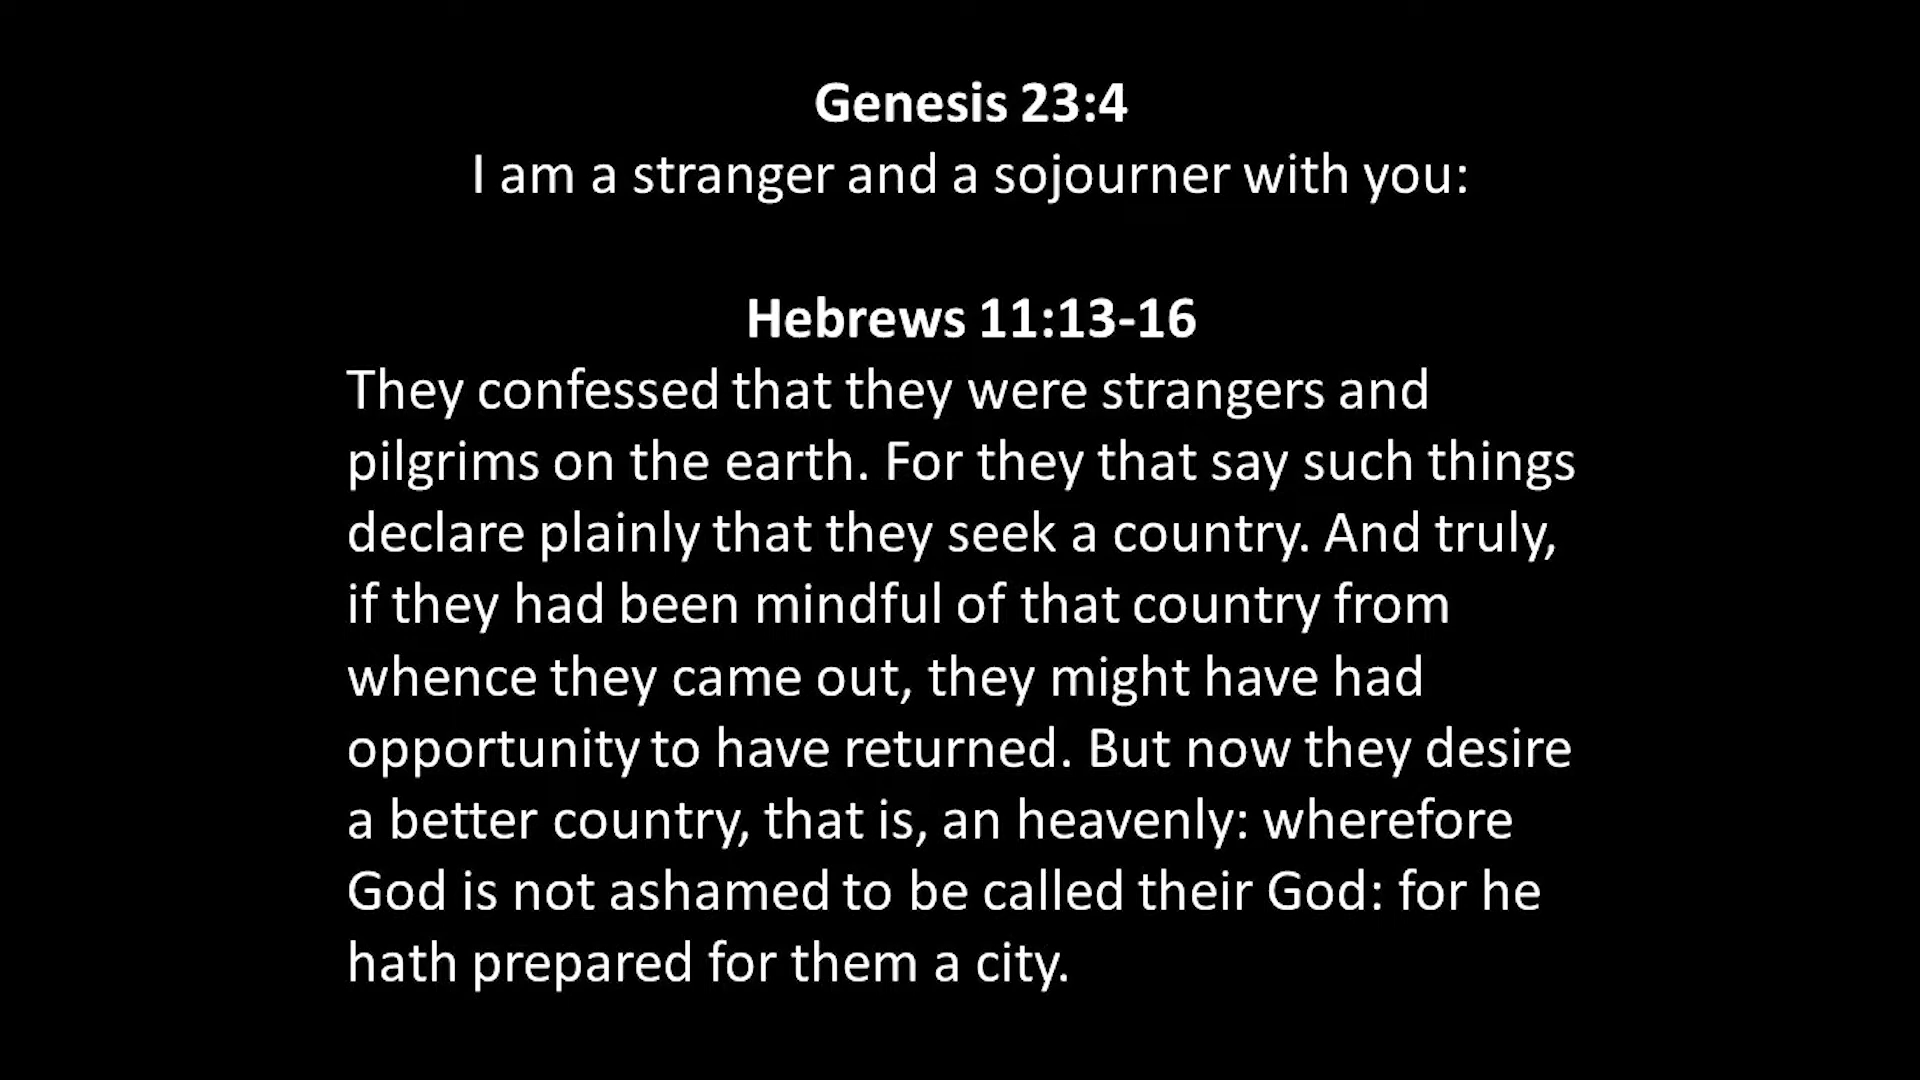 Genesis 23:4
I am a stranger and a sojourner with you:
Hebrews 11:13-16
They confessed that they were strangers and
pilgrims on the earth. For they that say such things
declare plainly that they seek a country. And truly,
if they had been mindful of that country from
whence they came out, they might have had
opportunity to have returned. But now they desire
a better country, that is, an heavenly: wherefore
God is not ashamed to be called their God: for he
hath prepared for them a city.